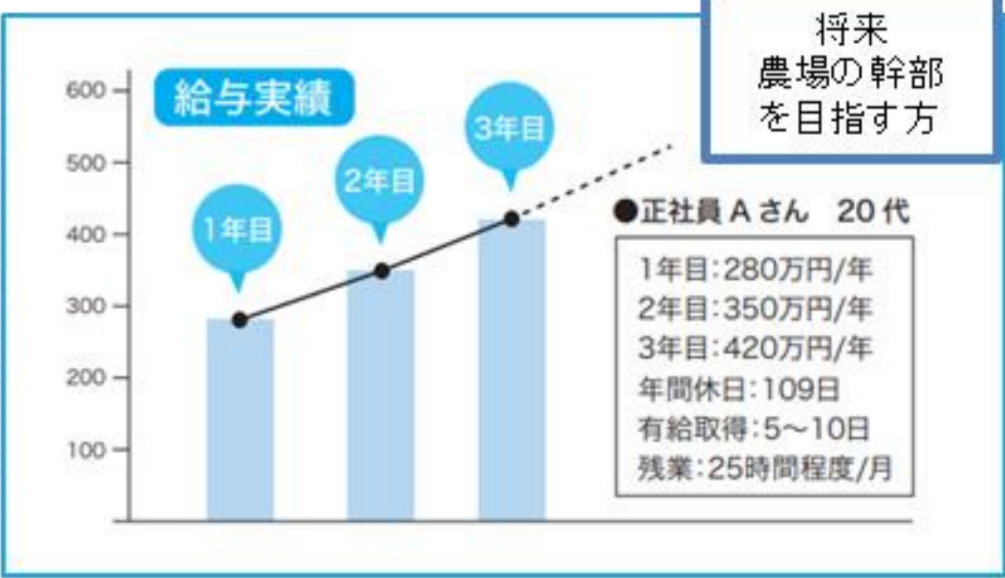 将来
農場の幹部
を目指す方
給与実績
600
500
400
300
200
100
1年目
2年目
3年目
●正社員 A さん　20 代
1年目:280万円/年
2年目:350万円/年
3年目:420万円/年
年間休日:109日
有給取得:5〜10日
残業:25時間程度/月